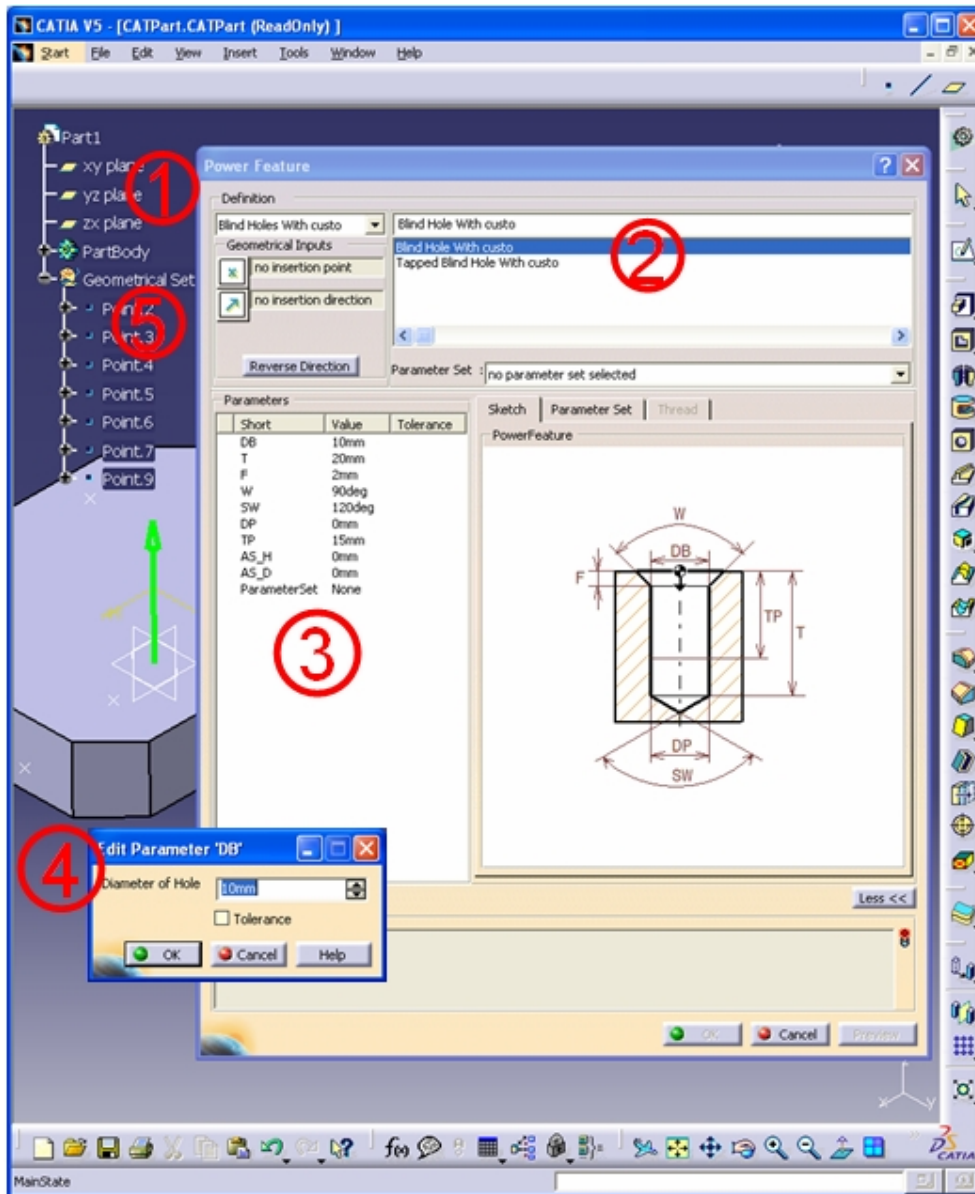 CATIA V5 - [CATPart.CATPart (ReadOnly) ]
Start File Edit View Insert Tools Window Help
Part1
xy plane
yz plane
zx plane
PartBody
Geometrical Set
Point.2
Point.3
Point.4
Point.5
Point.6
Point.7
Point.9
1
5
Power Feature
Definition
Blind Holes With custo
Blind Hole With custo
Geometrical Inputs
no insertion point
no insertion direction
Reverse Direction
Blind Hole With custo
Tapped Blind Hole With custo
2
Parameter Set : no parameter set selected
Parameters
Short Value Tolerance
DB 10mm
T 20mm
F 2mm
W 90deg
SW 120deg
DP 0mm
TP 15mm
AS_H 0mm
AS_D 0mm
ParameterSet None
3
Sketch Parameter Set Thread
PowerFeature
W
DB
F
TP
T
DP
SW
4
Edit Parameter 'DB'
Diameter of Hole 10mm
Tolerance
OK Cancel Help
Less <<
OK Cancel Preview
x y
f(x)
CATIA
MainState